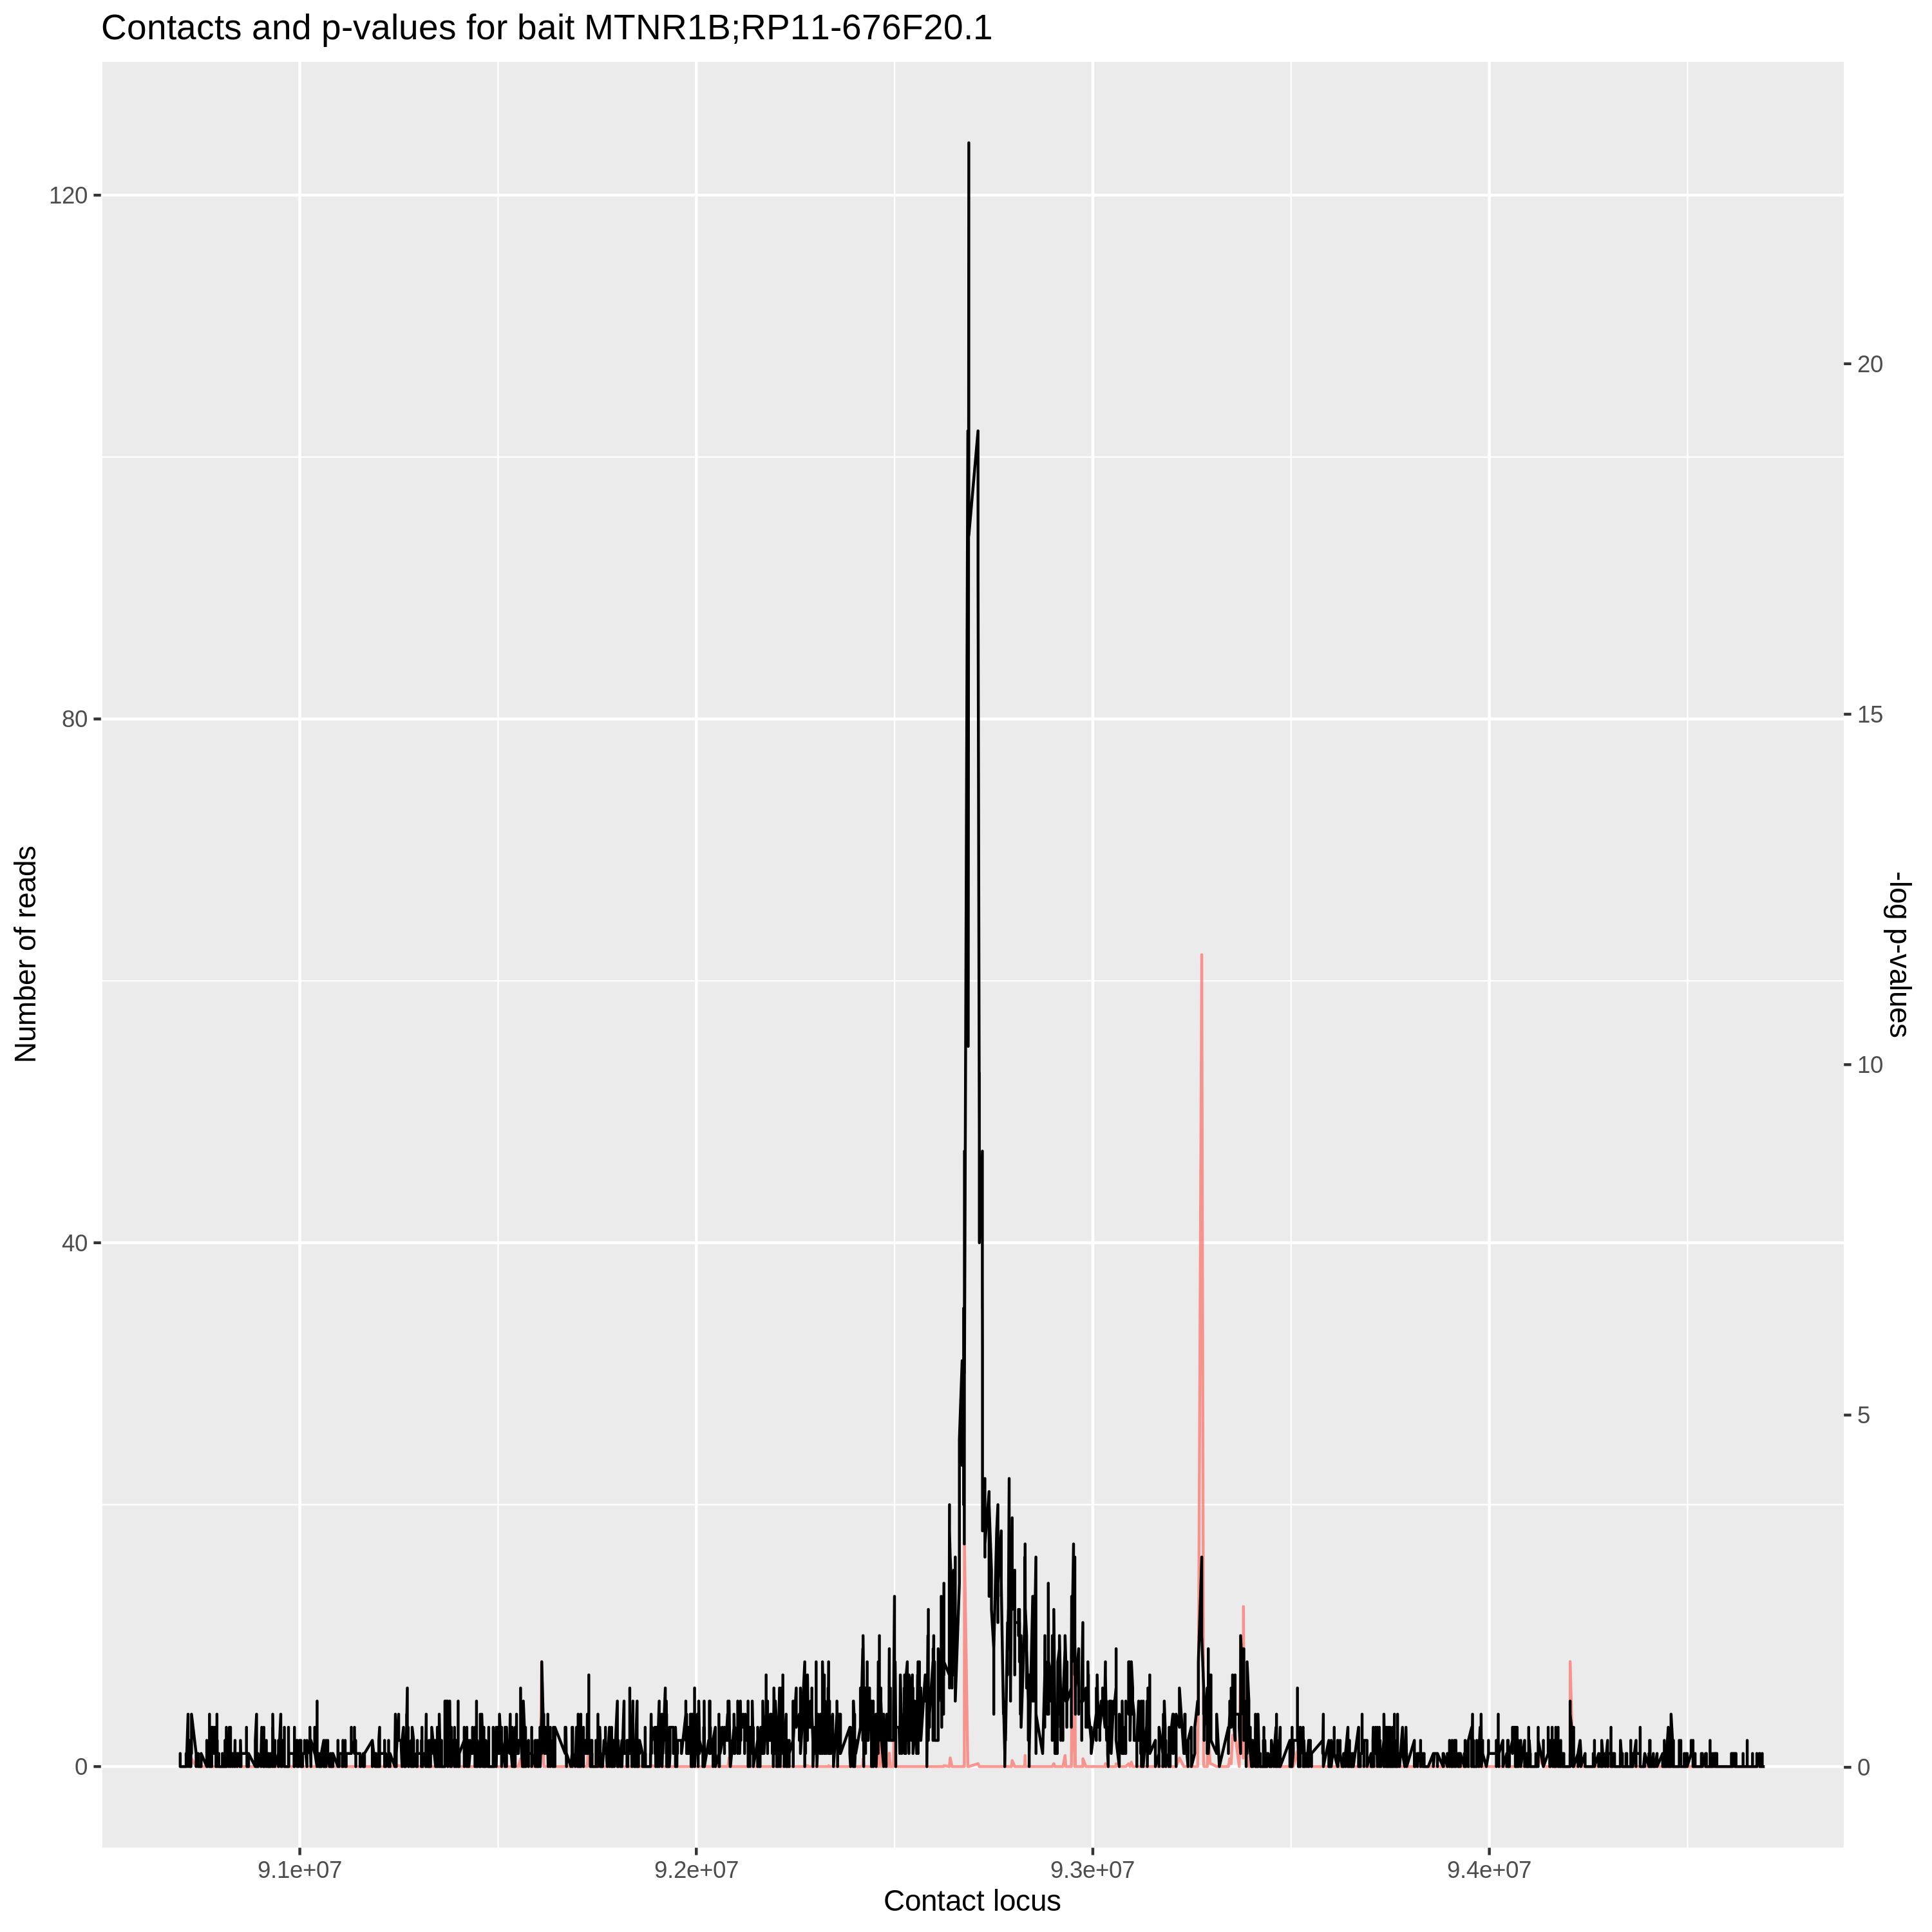 Contacts and p-values for bait MTNR1B;RP11-676F20.1
120
80
40
0
Number of reads
20
15
10
5
0
-log p-values
9.1e+07 9.2e+07 9.3e+07 9.4e+07
Contact locus